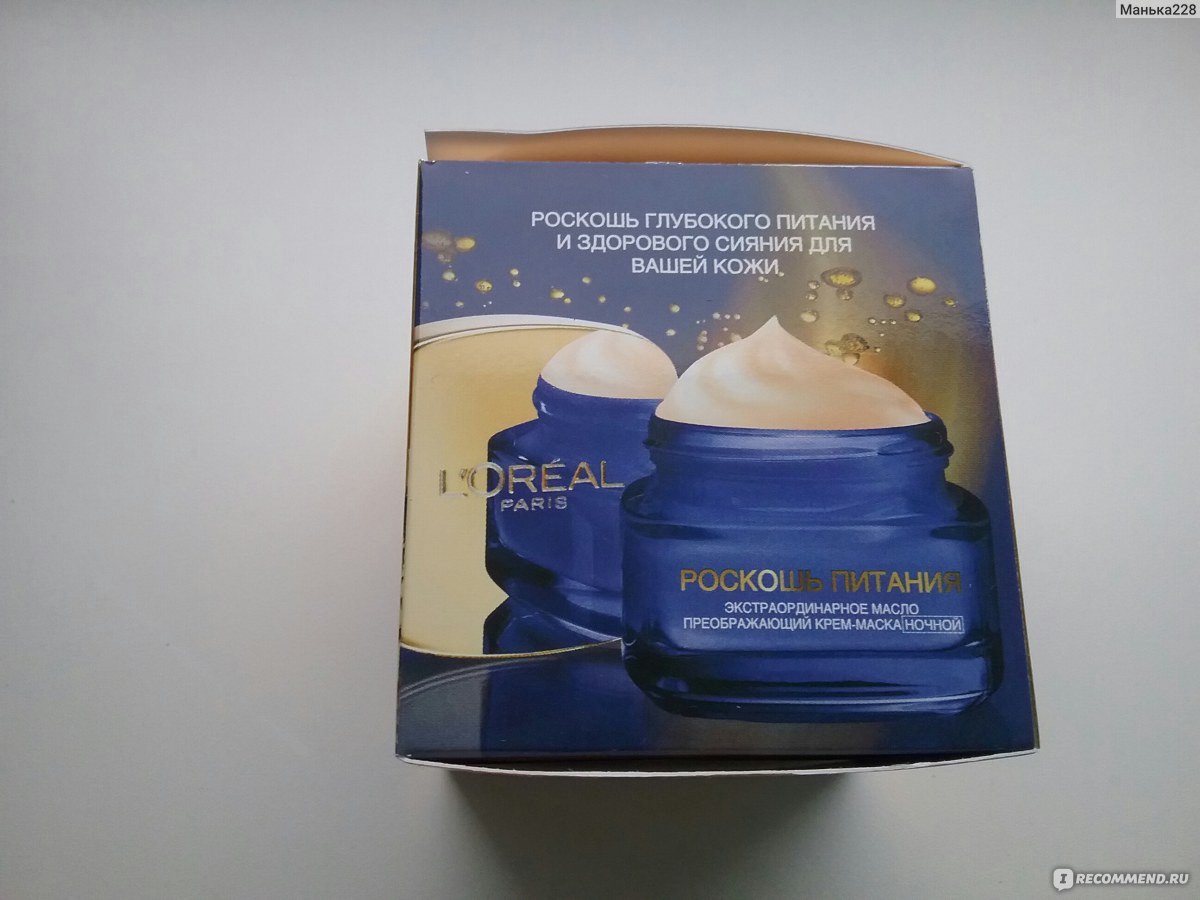 Манька228
РОСКОШЬ ГЛУБОКОГО ПИТАНИЯ
И ЗДОРОВОГО СИЯНИЯ ДЛЯ
ВАШЕЙ КОЖИ.
L'ORÉAL
PARIS
РОСКОШЬ ПИТАНИЯ
ЭКСТРАОРДИНАРНОЕ МАСЛО
ПРЕОБРАЖАЮЩИЙ КРЕМ-МАСКА НОЧНОЙ
IRECOMMEND.RU